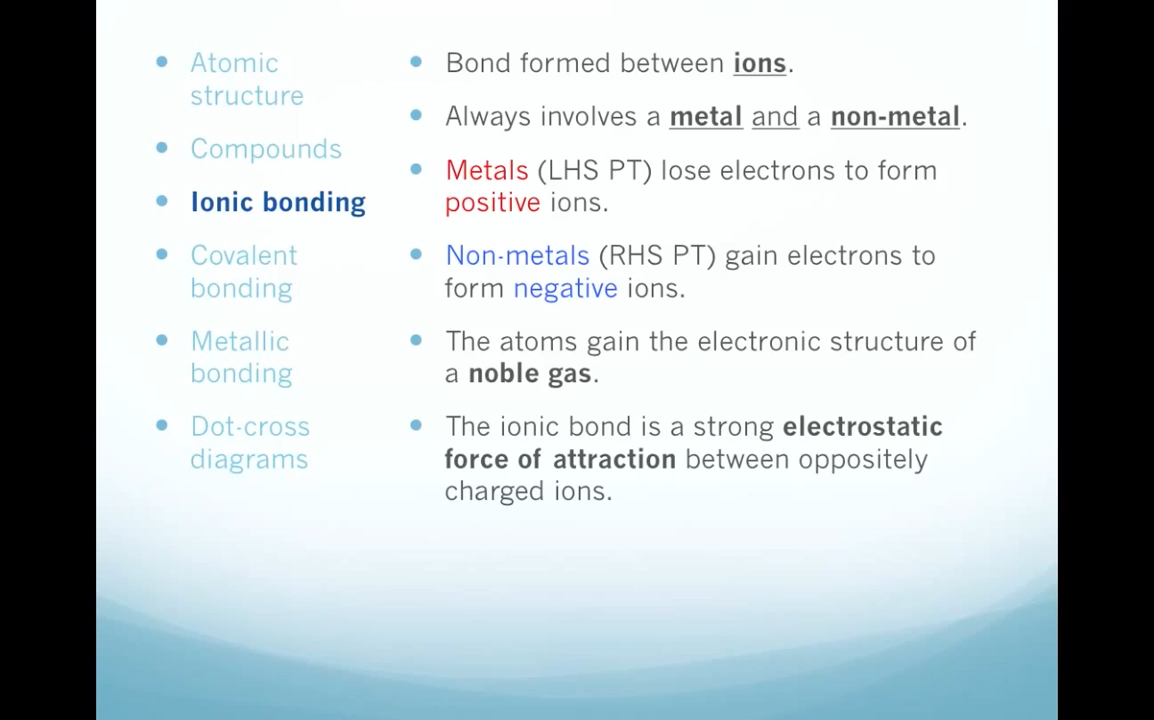 Atomic
structure
Compounds
Ionic bonding
Covalent
bonding
Metallic
bonding
Dot-cross
diagrams
Bond formed between ions.
Always involves a metal and a non-metal.
Metals (LHS PT) lose electrons to form
positive ions.
Non-metals (RHS PT) gain electrons to
form negative ions.
The atoms gain the electronic structure of
a noble gas.
The ionic bond is a strong electrostatic
force of attraction between oppositely
charged ions.